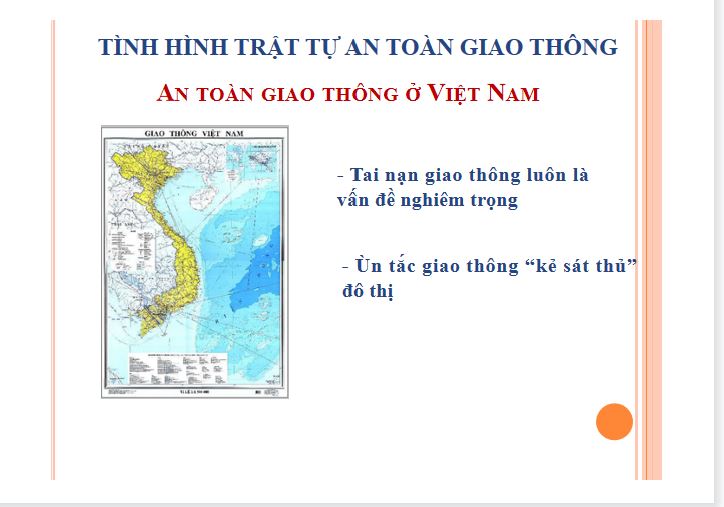 TÌNH HÌNH TRẬT TỰ AN TOÀN GIAO THÔNG
AN TOÀN GIAO THÔNG Ở VIỆT NAM
GIAO THÔNG VIỆT NAM
- Tai nạn giao thông luôn là
vấn đề nghiêm trọng
- Ùn tắc giao thông “kẻ sát thủ”
đô thị